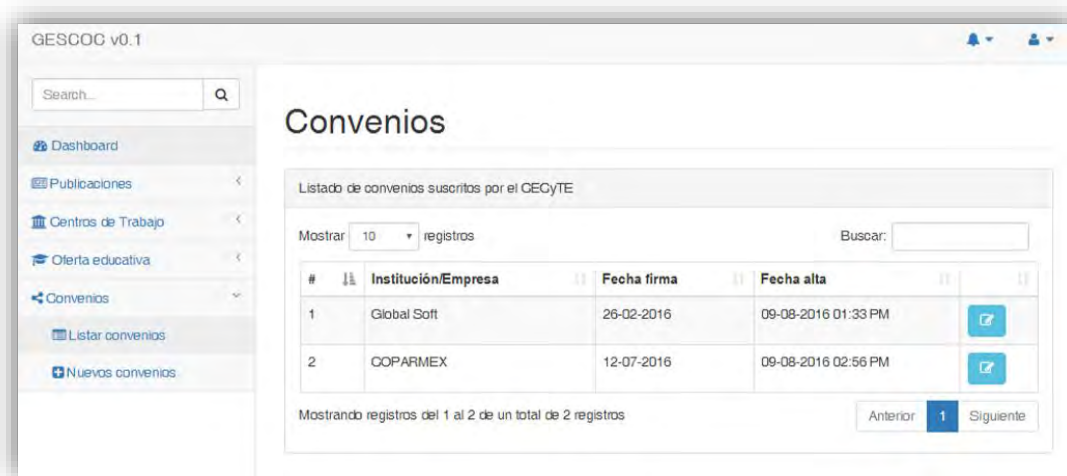 GESCOC v0.1
Search...
Dashboard
Publicaciones
Centros de Trabajo
Oferta educativa
Convenios
Listar convenios
Nuevos convenios
Convenios
Listado de convenios suscritos por el CECyTE
Mostrar 10 registros Buscar:
# Institución/Empresa Fecha firma Fecha alta
1 Global Soft 26-02-2016 09-08-2016 01:33 PM
2 COPARMEX 12-07-2016 09-08-2016 02:56 PM
Mostrando registros del 1 al 2 de un total de 2 registros Anterior 1 Siguiente